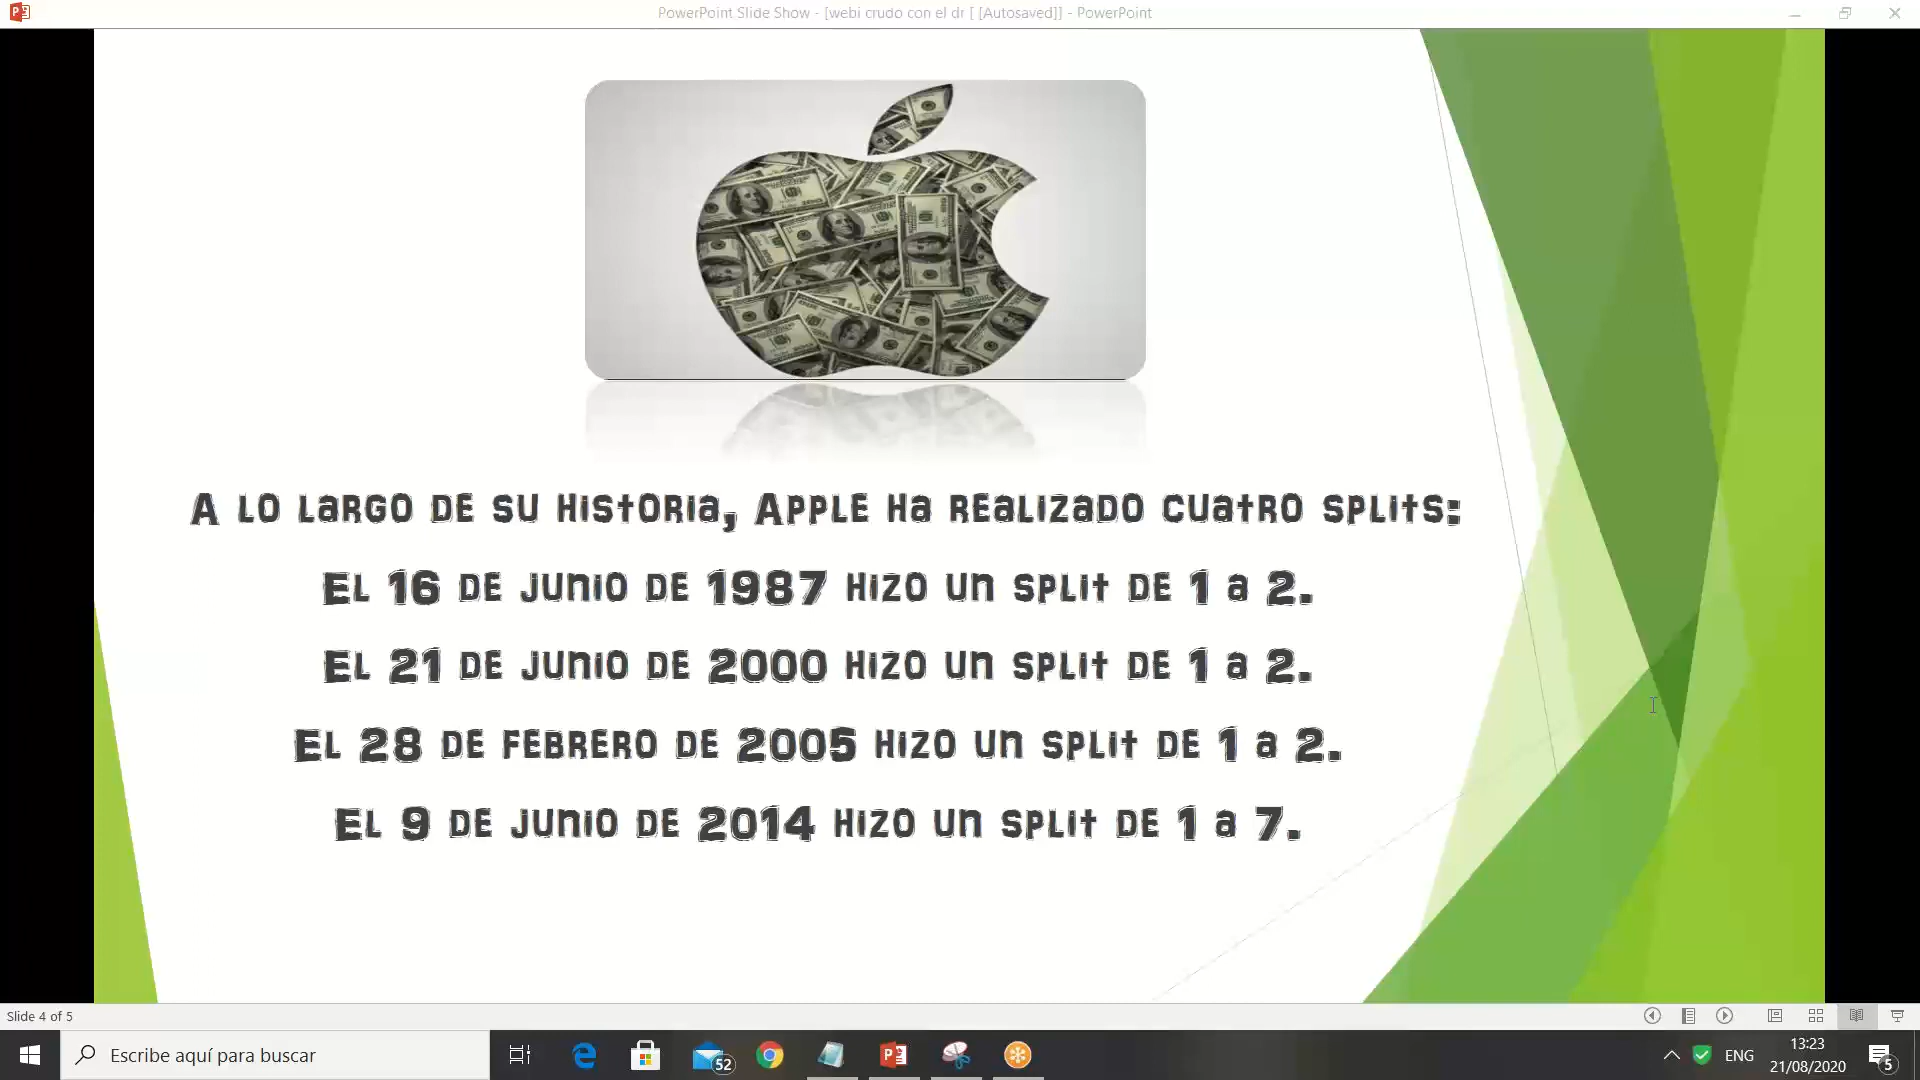 PowerPoint Slide Show - [webi crudo con el dr [ [Autosaved]] - PowerPoint
A lo largo de su historia, Apple ha realizado cuatro splits:
El 16 de junio de 1987 hizo un split de 1 a 2.
El 21 de junio de 2000 hizo un split de 1 a 2.
El 28 de febrero de 2005 hizo un split de 1 a 2.
El 9 de junio de 2014 hizo un split de 1 a 7.
Slide 4 of 5
Escribe aquí para buscar
52
ENG
13:23
21/08/2020
5